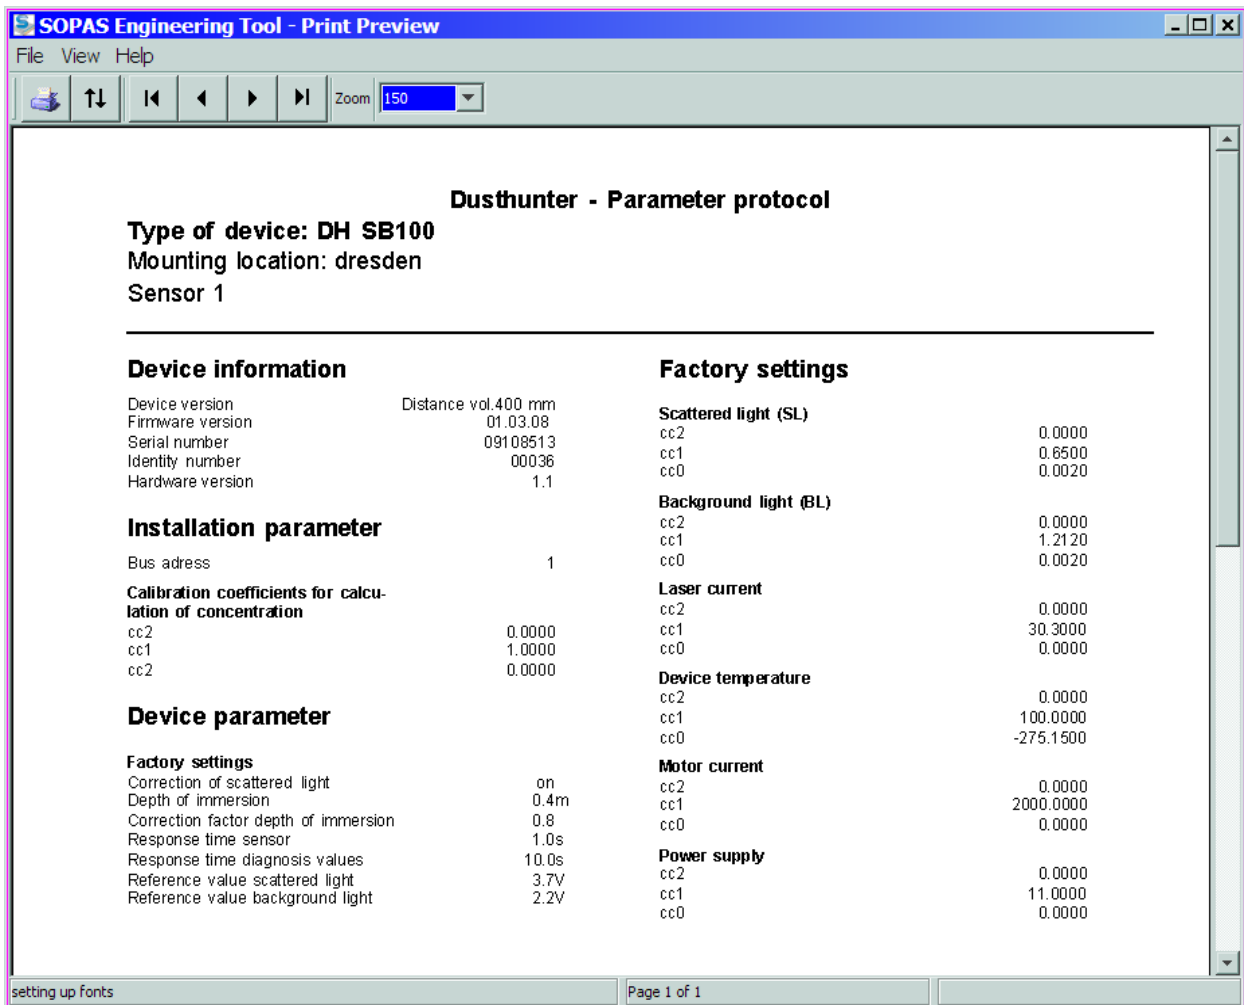 SOPAS Engineering Tool - Print Preview
File View Help
Zoom 150
Dusthunter - Parameter protocol
Type of device: DH SB100
Mounting location: dresden
Sensor 1
Device information
Device version Distance vol.400 mm
Firmware version 01.03.08
Serial number 09108513
Identity number 00036
Hardware version 1.1
Installation parameter
Bus adress 1
Calibration coefficients for calcu-
lation of concentration
cc2 0.0000
cc1 1.0000
cc2 0.0000
Device parameter
Factory settings
Correction of scattered light on
Depth of immersion 0.4m
Correction factor depth of immersion 0.8
Response time sensor 1.0s
Response time diagnosis values 10.0s
Reference value scattered light 3.7V
Reference value background light 2.2V
Factory settings
Scattered light (SL)
cc2 0.0000
cc1 0.6500
cc0 0.0020
Background light (BL)
cc2 0.0000
cc1 1.2120
cc0 0.0020
Laser current
cc2 0.0000
cc1 30.3000
cc0 0.0000
Device temperature
cc2 0.0000
cc1 100.0000
cc0 -275.1500
Motor current
cc2 0.0000
cc1 2000.0000
cc0 0.0000
Power supply
cc2 0.0000
cc1 11.0000
cc0 0.0000
setting up fonts
Page 1 of 1